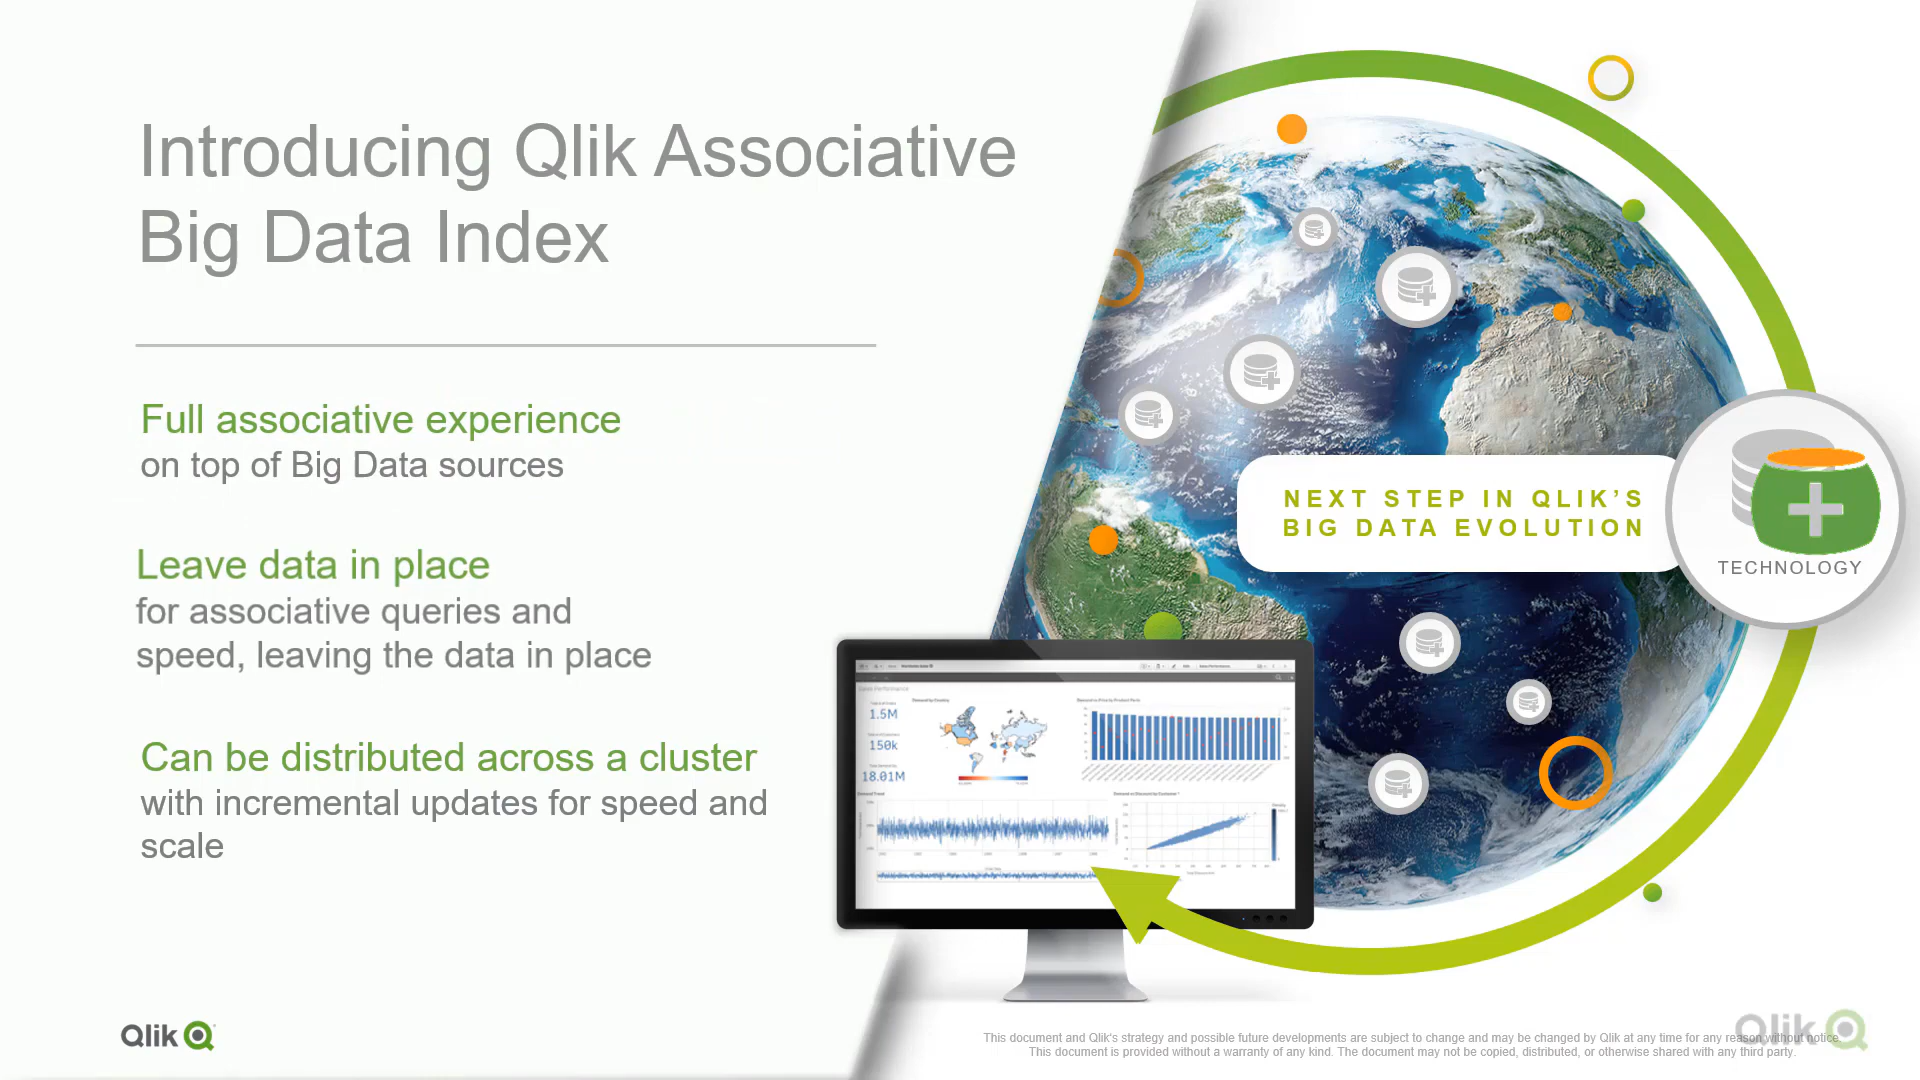 Introducing Qlik Associative
Big Data Index
Full associative experience
on top of Big Data sources
Leave data in place
for associative queries and
speed, leaving the data in place
Can be distributed across a cluster
with incremental updates for speed and
scale
NEXT STEP IN QLIK’S
BIG DATA EVOLUTION
TECHNOLOGY
1.5M
150k
18.01M
Qlik
Qlik
This document and Qlik's strategy and possible future developments are subject to change and may be changed by Qlik at any time for any reason without notice.
This document is provided without a warranty of any kind. The document may not be copied, distributed, or otherwise shared with any third party.